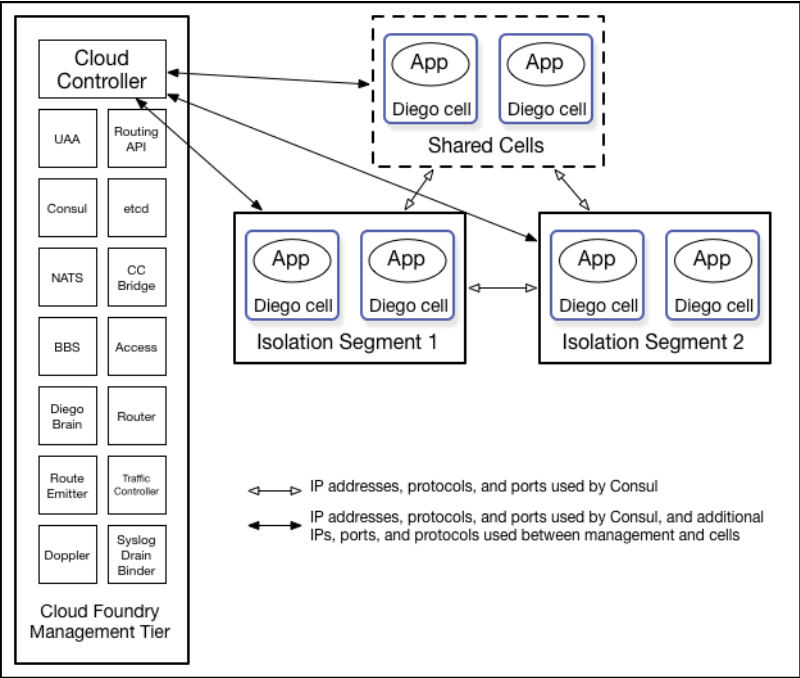 Cloud
Controller
UAA
Routing
API
Consul
etcd
NATS
CC
Bridge
BBS
Access
Diego
Brain
Router
Route
Emitter
Traffic
Controller
Doppler
Syslog
Drain
Binder
Cloud Foundry
Management Tier
App
App
Diego cell
Diego cell
Shared Cells
App
App
Diego cell
Diego cell
Isolation Segment 1
App
App
Diego cell
Diego cell
Isolation Segment 2
IP addresses, protocols, and ports used by Consul
IP addresses, protocols, and ports used by Consul, and additional
IPs, ports, and protocols used between management and cells